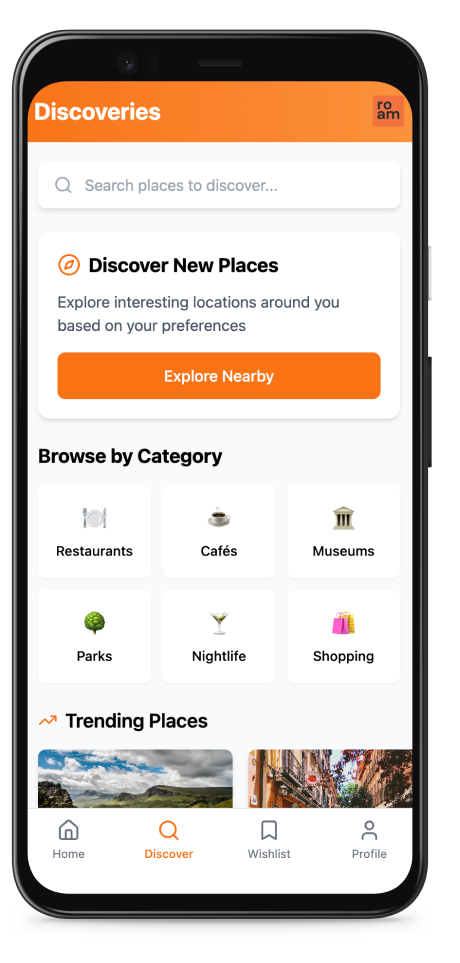 Discoveries
ro
am
Search places to discover...
Discover New Places
Explore interesting locations around you
based on your preferences
Explore Nearby
Browse by Category
Restaurants
Cafés
Museums
Parks
Nightlife
Shopping
Trending Places
Home
Discover
Wishlist
Profile